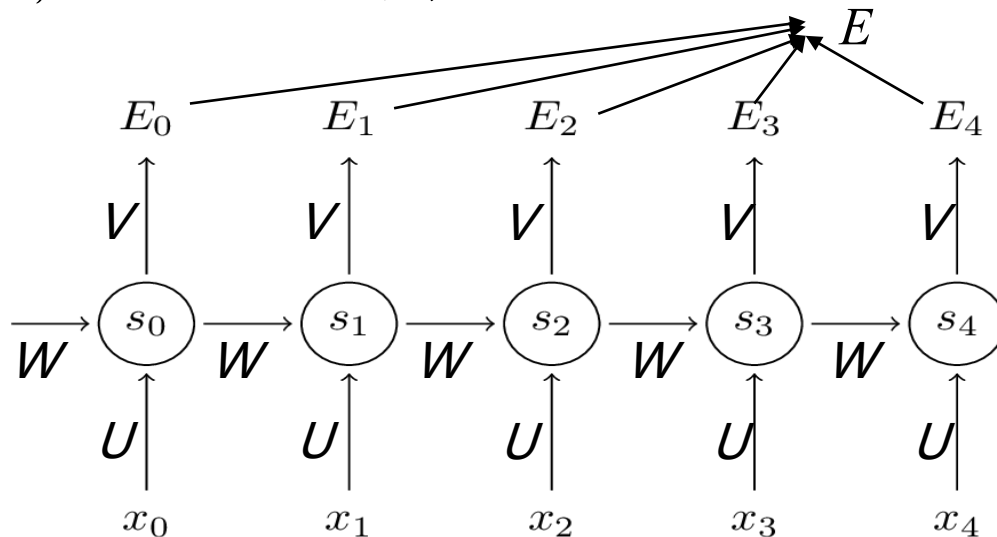 E
E₀ E₁ E₂ E₃ E₄
V V V V V
s₀ s₁ s₂ s₃ s₄
W W W W W
U U U U U
x₀ x₁ x₂ x₃ x₄